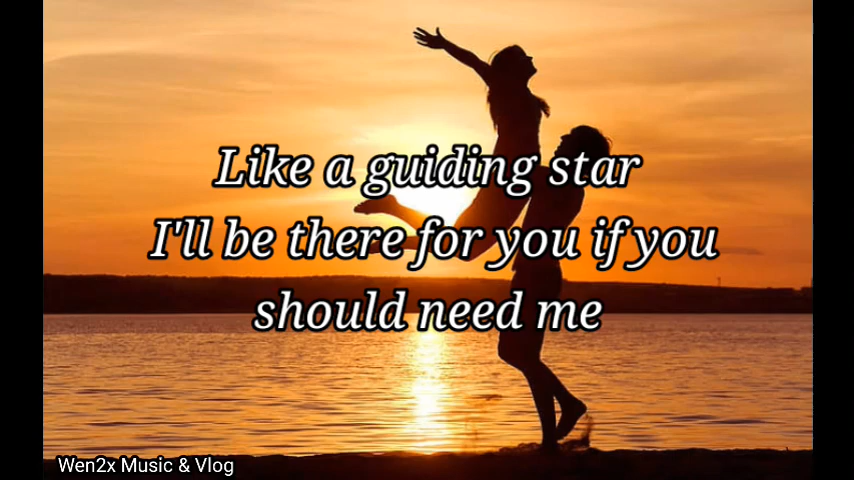 Like a guiding star
I'll be there for you if you
should need me
Wen2x Music & Vlog